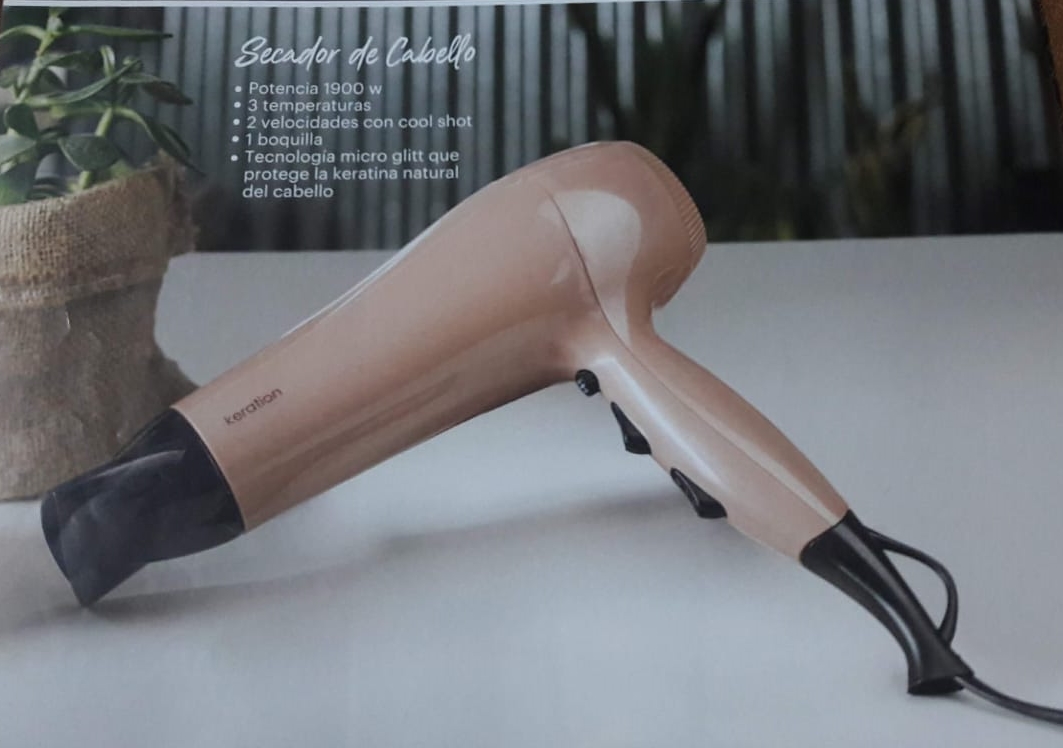 Secador de Cabello
• Potencia 1900 w
• 3 temperaturas
• 2 velocidades con cool shot
• 1 boquilla
• Tecnología micro glitt que
protege la keratina natural
del cabello
keration